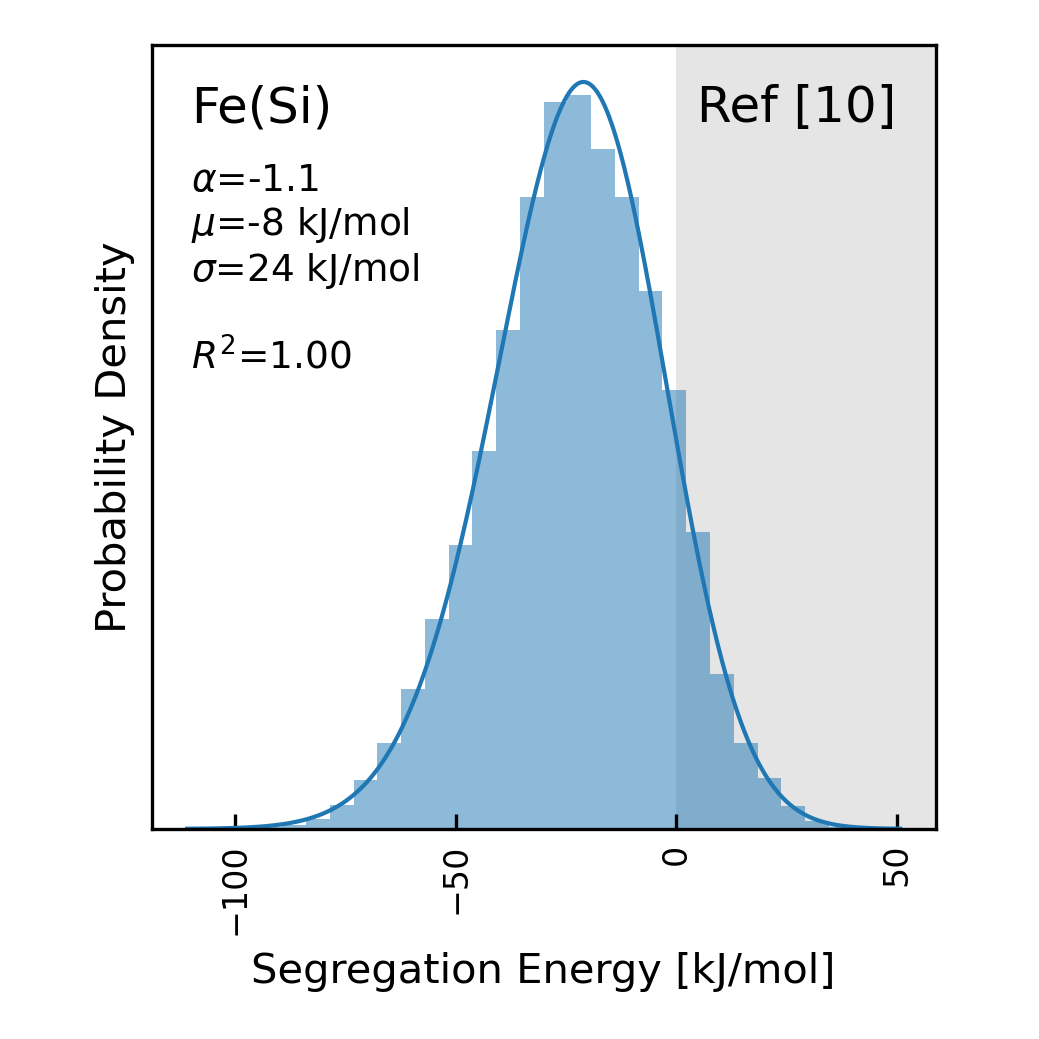 Fe(Si)
Ref [10]
α=-1.1
μ=-8 kJ/mol
σ=24 kJ/mol
R²=1.00
Probability Density
−100
−50
0
50
Segregation Energy [kJ/mol]